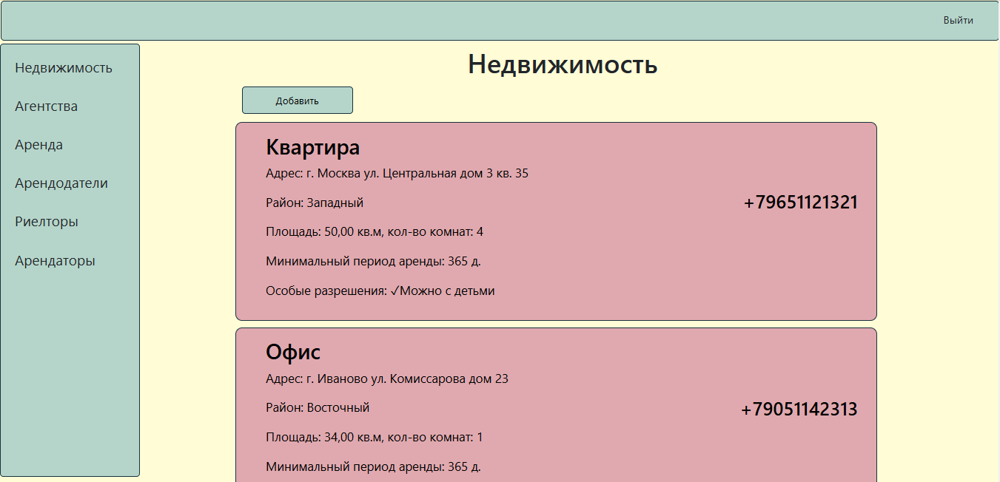 Выйти
Недвижимость
Агентства
Аренда
Арендодатели
Риелторы
Арендаторы
Недвижимость
Добавить
Квартира
Адрес: г. Москва ул. Центральная дом 3 кв. 35
Район: Западный
+79651121321
Площадь: 50,00 кв.м, кол-во комнат: 4
Минимальный период аренды: 365 д.
Особые разрешения: ✓Можно с детьми
Офис
Адрес: г. Иваново ул. Комиссарова дом 23
Район: Восточный
+79051142313
Площадь: 34,00 кв.м, кол-во комнат: 1
Минимальный период аренды: 365 д.